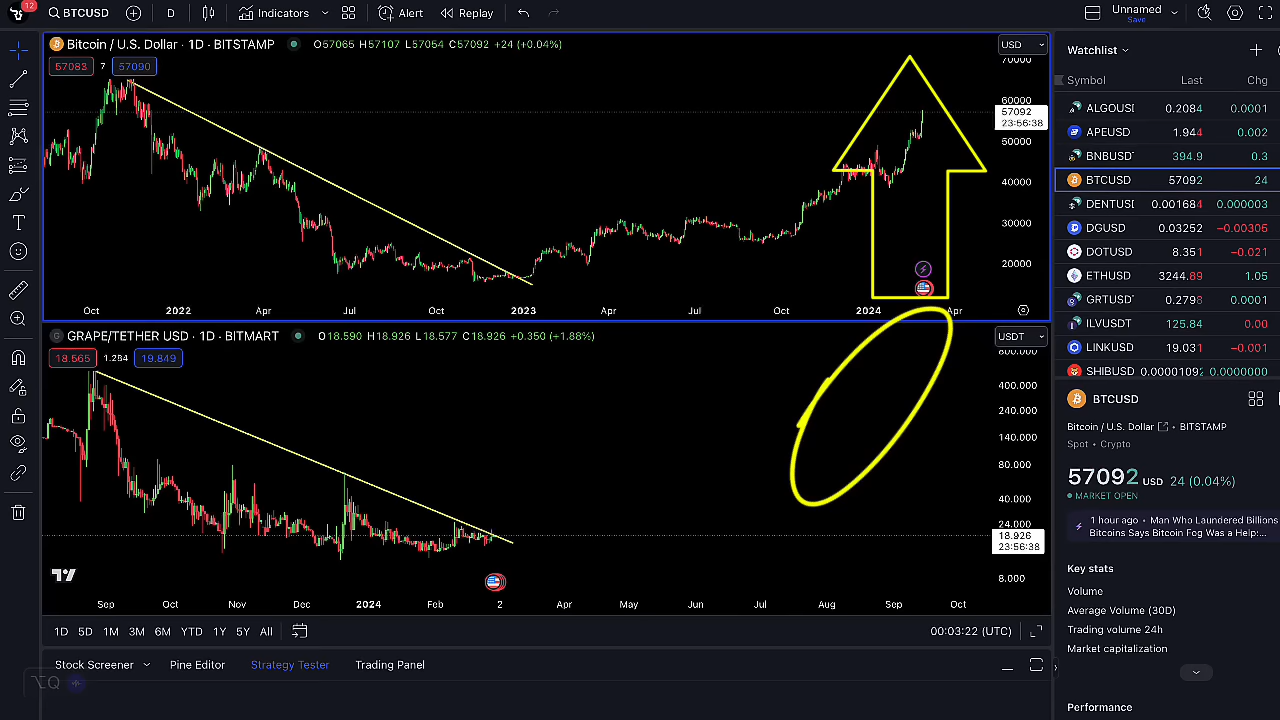 12
BTCUSD
D
Indicators
Alert
Replay
Unnamed
Save
Bitcoin / U.S. Dollar · 1D · BITSTAMP
O57065 H57107 L57054 C57092 +24 (+0.04%)
USD
57083
7
57090
70000
60000
57092
23:56:38
50000
40000
30000
20000
Oct
2022
Apr
Jul
Oct
2023
Apr
Jul
Oct
2024
Apr
GRAPE/TETHER USD · 1D · BITMART
O18.590 H18.926 L18.577 C18.926 +0.350 (+1.88%)
USDT
18.565
1.284
19.849
800.000
400.000
240.000
140.000
80.000
40.000
24.000
18.926
23:56:38
8.000
Sep
Oct
Nov
Dec
2024
Feb
2
Apr
May
Jun
Jul
Aug
Sep
Oct
1D 5D 1M 3M 6M YTD 1Y 5Y All
00:03:22 (UTC)
Stock Screener
Pine Editor
Strategy Tester
Trading Panel
⌥Q
Watchlist
Symbol Last Chg
ALGOUSI 0.2084 0.0001
APEUSD 1.944 0.002
BNBUSD 394.9 0.3
BTCUSD 57092 24
DENTUSI 0.001684 0.000003
DGUSD 0.03552 −0.00306
DOTUSD 8.351 −0.021
ETHUSD 3244.89 1.05
GRTUSD 0.2798 0.0001
ILVUSDT 125.84 0.00
LINKUSD 19.031 −0.001
SHIBUSD 0.00001092 0.0000000
BTCUSD
Bitcoin / U.S. Dollar · BITSTAMP
Spot · Crypto
57092 USD 24 (0.04%)
MARKET OPEN
1 hour ago · Man Who Laundered Billions
Bitcoins Says Bitcoin Fog Was a Help:...
Key stats
Volume
Average Volume (30D)
Trading volume 24h
Market capitalization
Performance